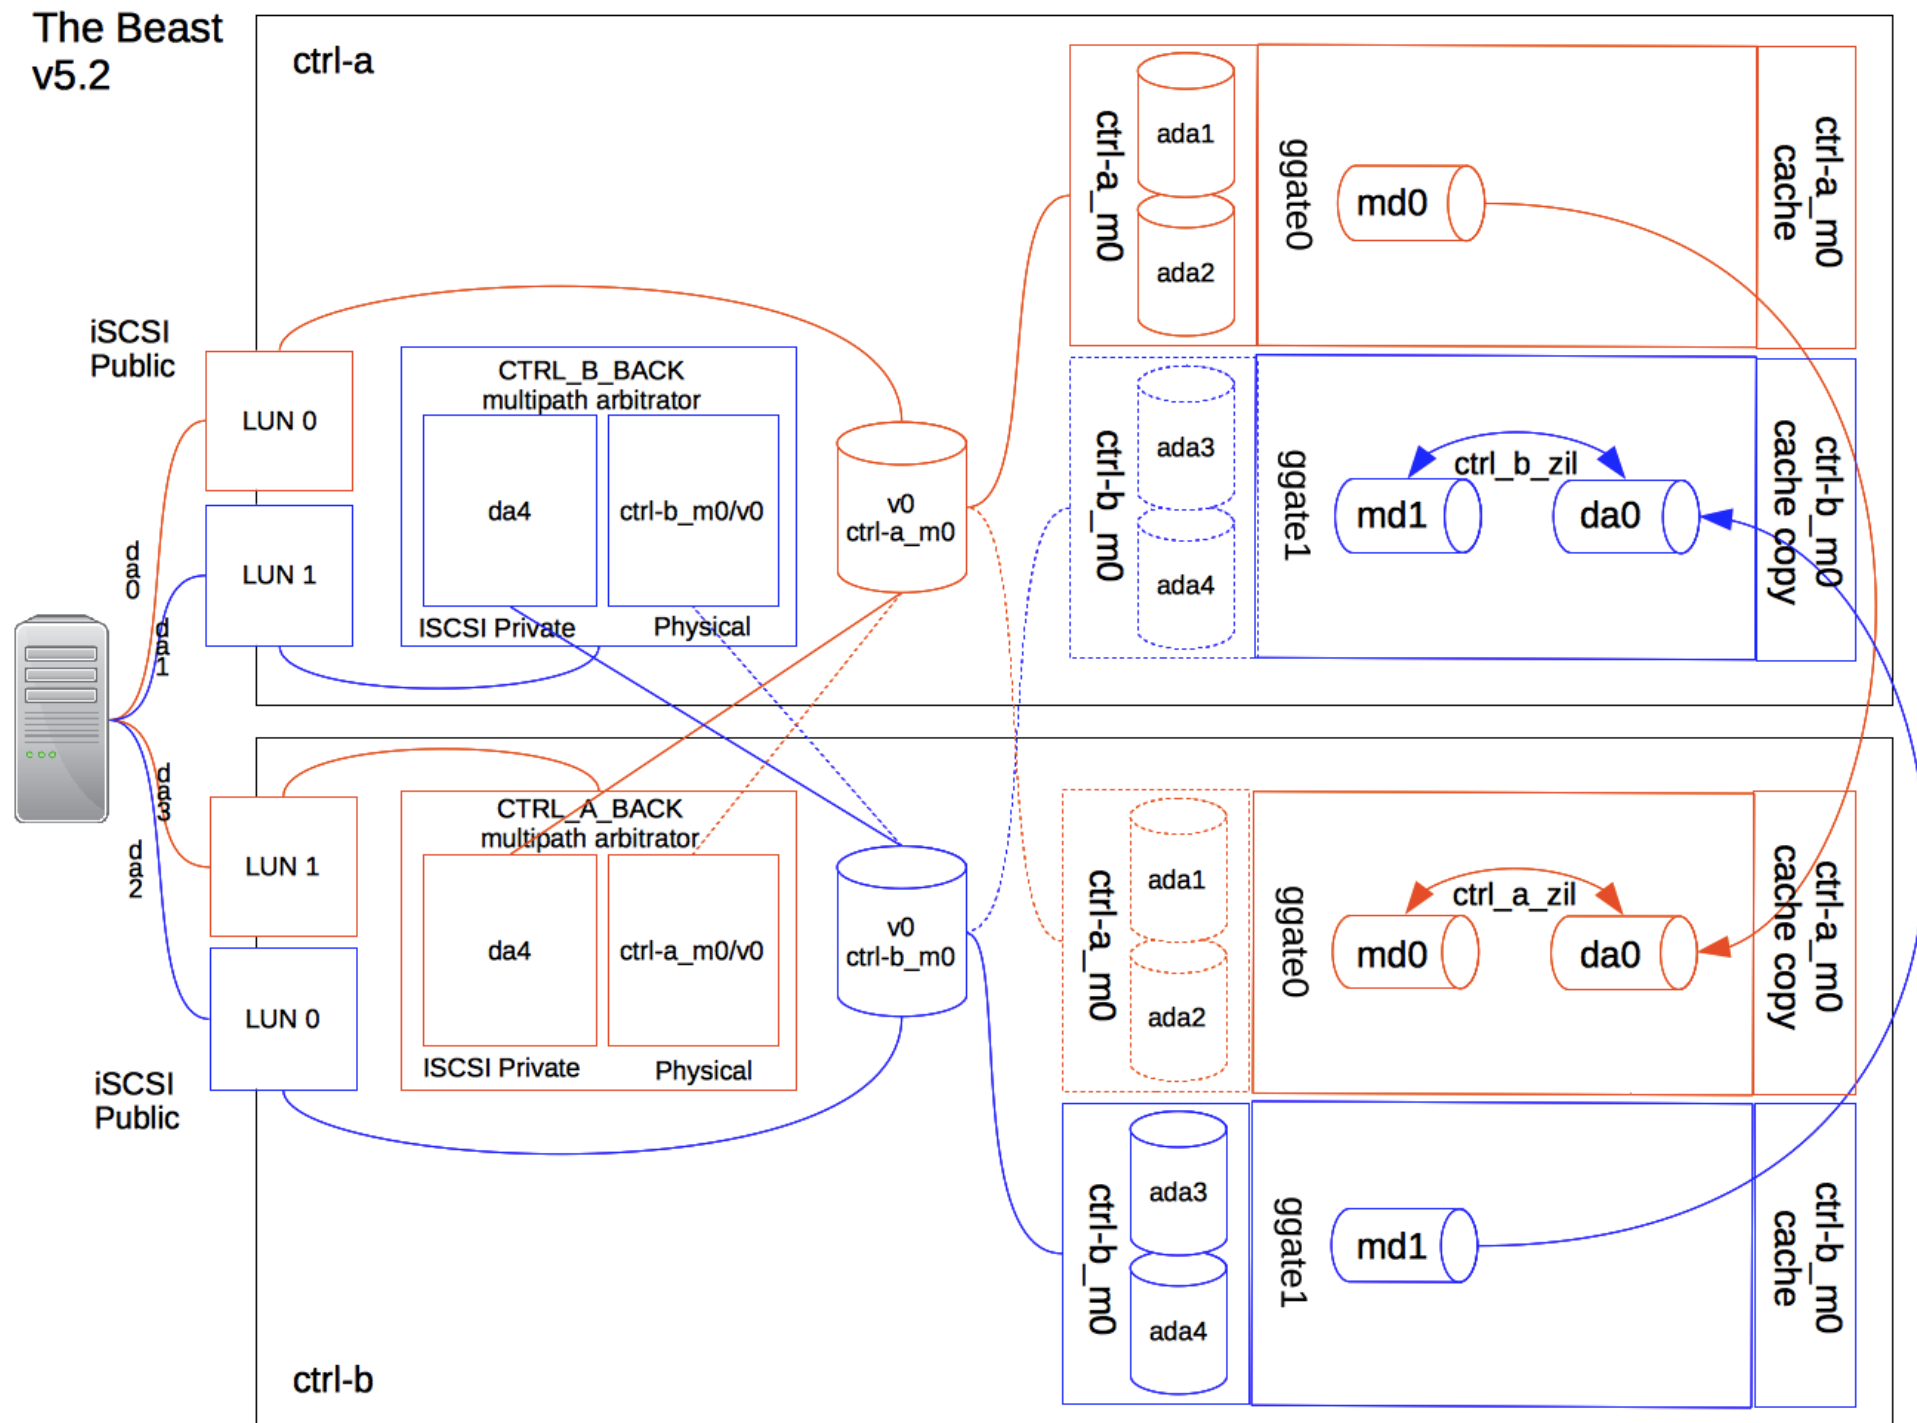 The Beast
v5.2
ctrl-a
iSCSI
Public
LUN 0
LUN 1
da0
da1
CTRL_B_BACK
multipath arbitrator
da4
ctrl-b_m0/v0
ISCSI Private
Physical
v0
ctrl-a_m0
ctrl-a_m0
ada1
ada2
ggate0
md0
ctrl-a_m0
cache
ctrl-b_m0
ada3
ada4
ggate1
ctrl_b_zil
md1
da0
ctrl-b_m0
cache copy
da3
da2
LUN 1
LUN 0
iSCSI
Public
CTRL_A_BACK
multipath arbitrator
da4
ctrl-a_m0/v0
ISCSI Private
Physical
v0
ctrl-b_m0
ctrl-a_m0
ada1
ada2
ggate0
ctrl_a_zil
md0
da0
ctrl-a_m0
cache copy
ctrl-b_m0
ada3
ada4
ggate1
md1
ctrl-b_m0
cache
ctrl-b